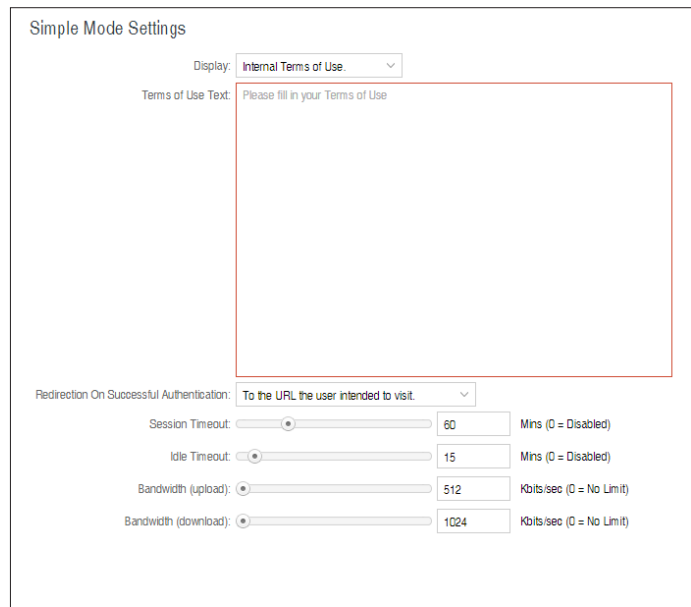 Simple Mode Settings
Display: Internal Terms of Use.
Terms of Use Text: Please fill in your Terms of Use
Redirection On Successful Authentication: To the URL the user intended to visit.
Session Timeout: 60 Mins (0 = Disabled)
Idle Timeout: 15 Mins (0 = Disabled)
Bandwidth (upload): 512 Kbits/sec (0 = No Limit)
Bandwidth (download): 1024 Kbits/sec (0 = No Limit)